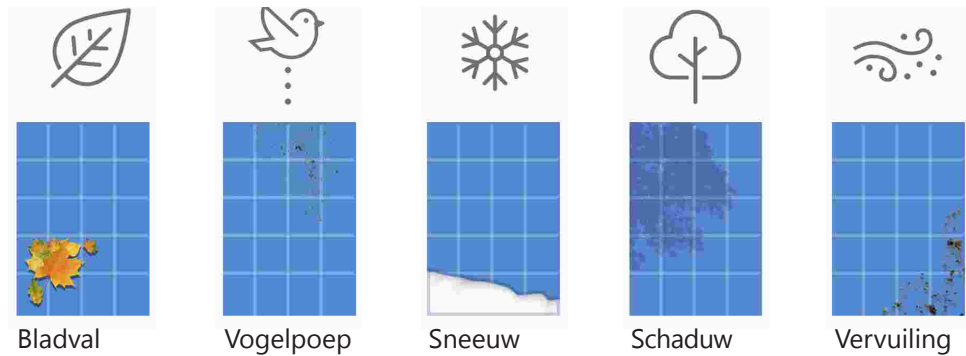 Bladval
Vogelpoep
Sneeuw
Schaduw
Vervuiling